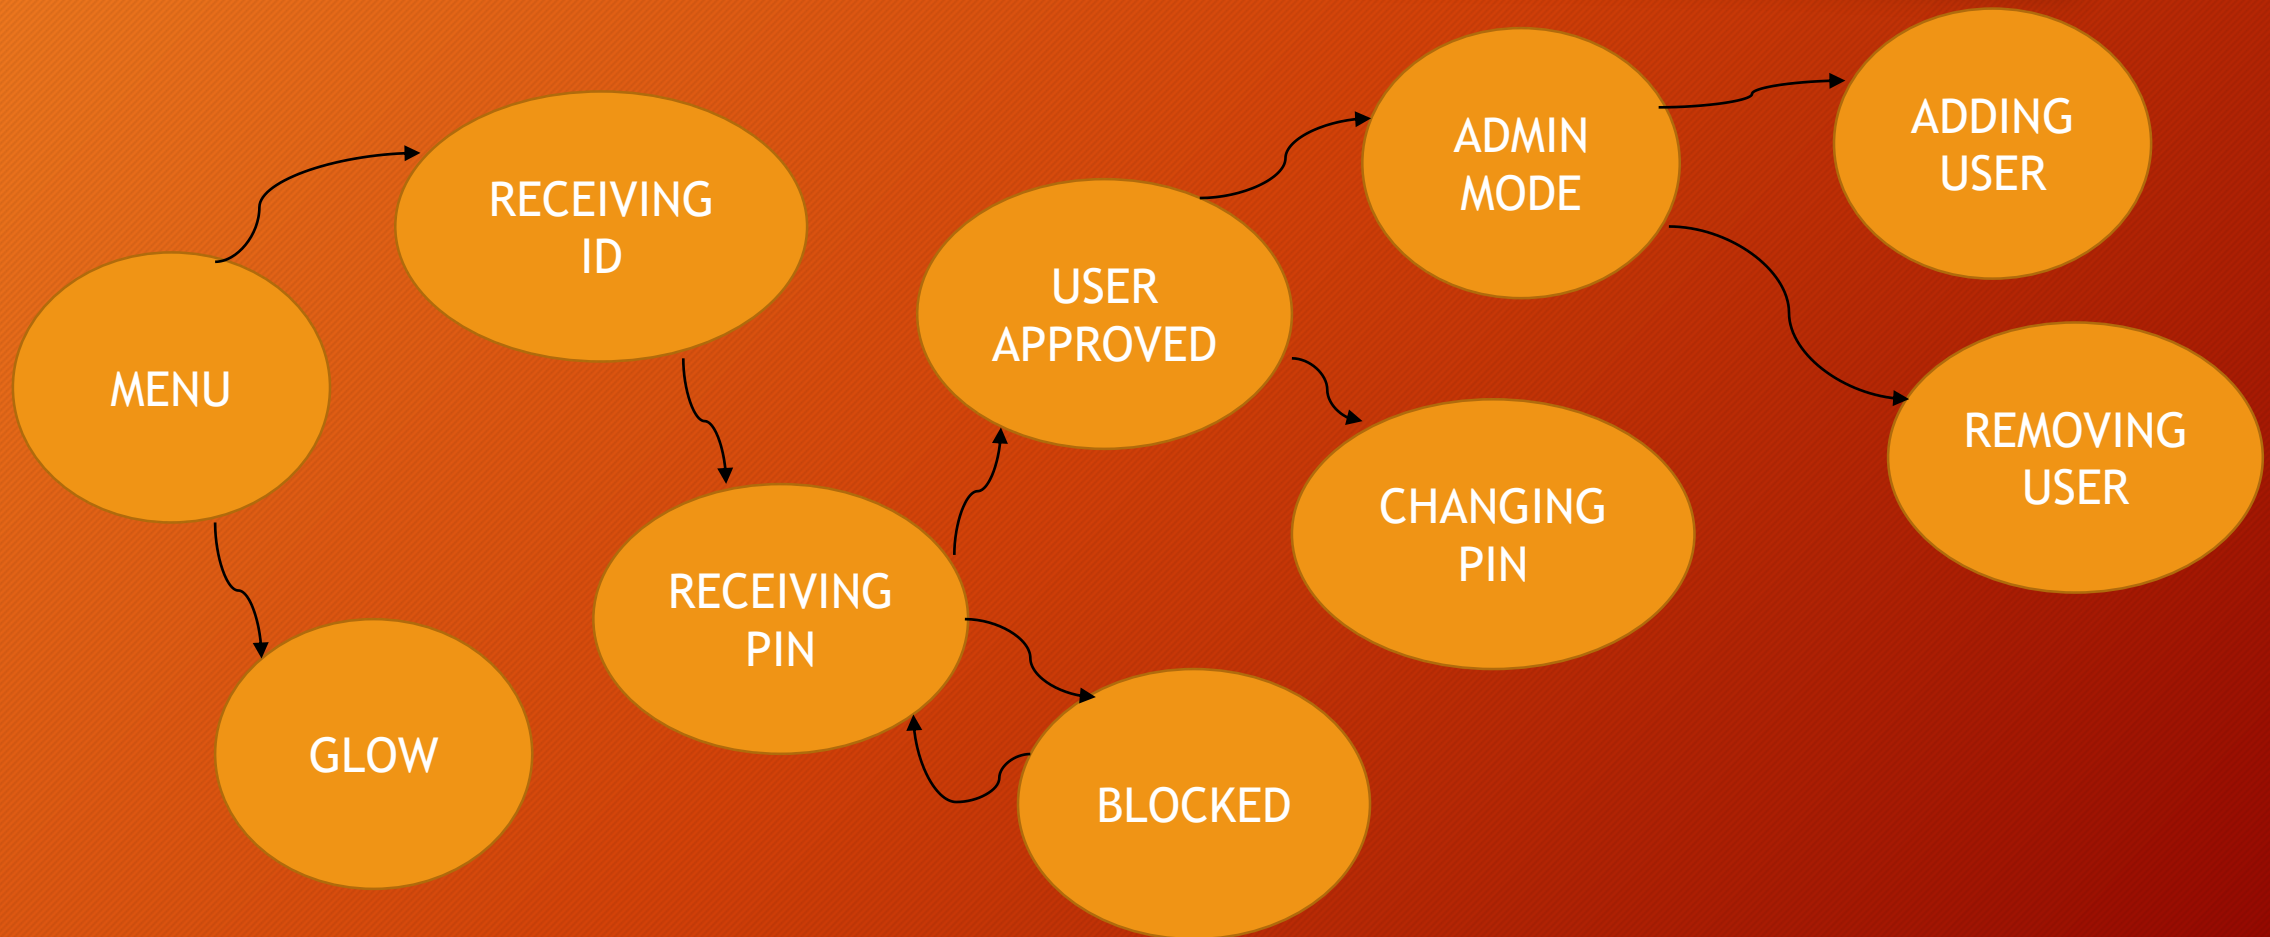 MENU
RECEIVING
ID
GLOW
RECEIVING
PIN
USER
APPROVED
BLOCKED
ADMIN
MODE
CHANGING
PIN
ADDING
USER
REMOVING
USER